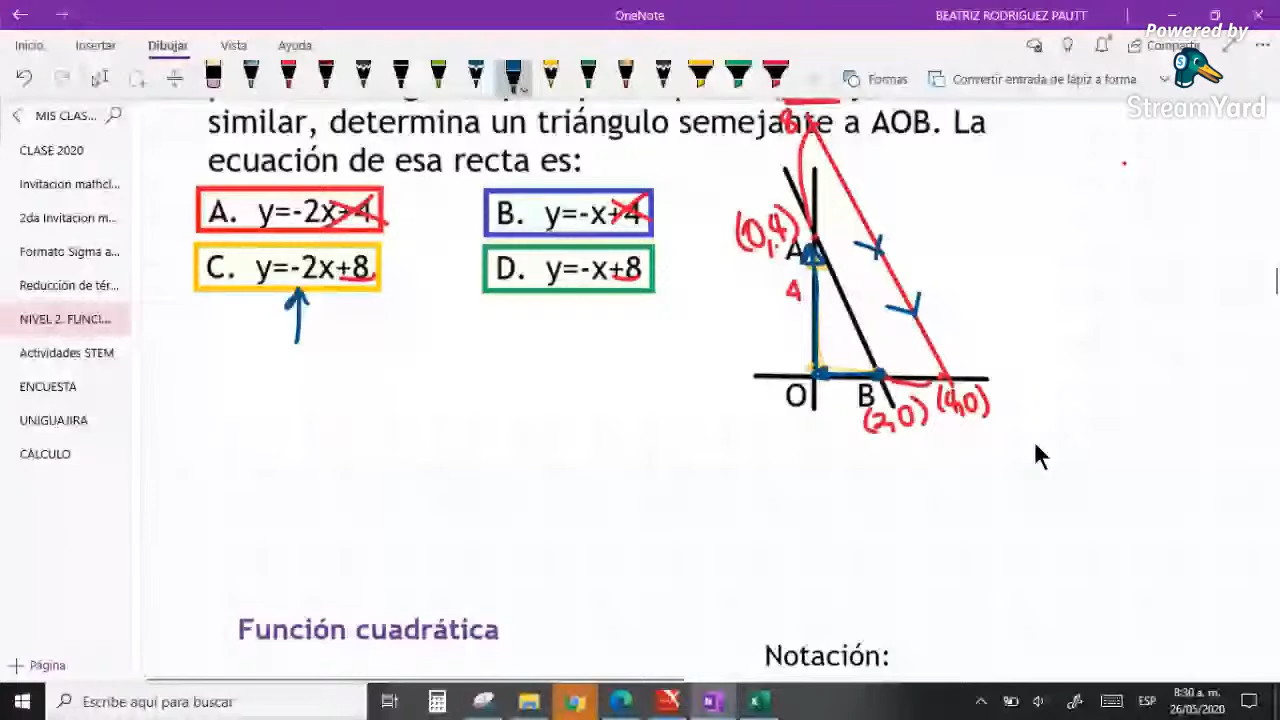 OneNote
BEATRIZ RODRIGUEZ PAUTT
Powered by
StreamYard
Inicio
Insertar
Dibujar
Vista
Ayuda
Compartir
Formas
Convertir entrada de lápiz a forma
MIS CLAS...
CLASE 2020
Invitacion mathcl...
2da Invitacion m...
Formato Sigma a...
Reducción de tér...
NIVEL 2. FUNCI...
Actividades STEM
ENCUESTA
UNIGUAJIRA
CÁLCULO
Página
similar, determina un triángulo semejante a AOB. La
ecuación de esa recta es:
A. y=-2x+4
B. y=-x+4
C. y=-2x+8
D. y=-x+8
8
(0,4)
A
4
O
B
(2,0)
(4,0)
Función cuadrática
Notación:
Escribe aquí para buscar
ESP
8:30 a. m.
26/05/2020